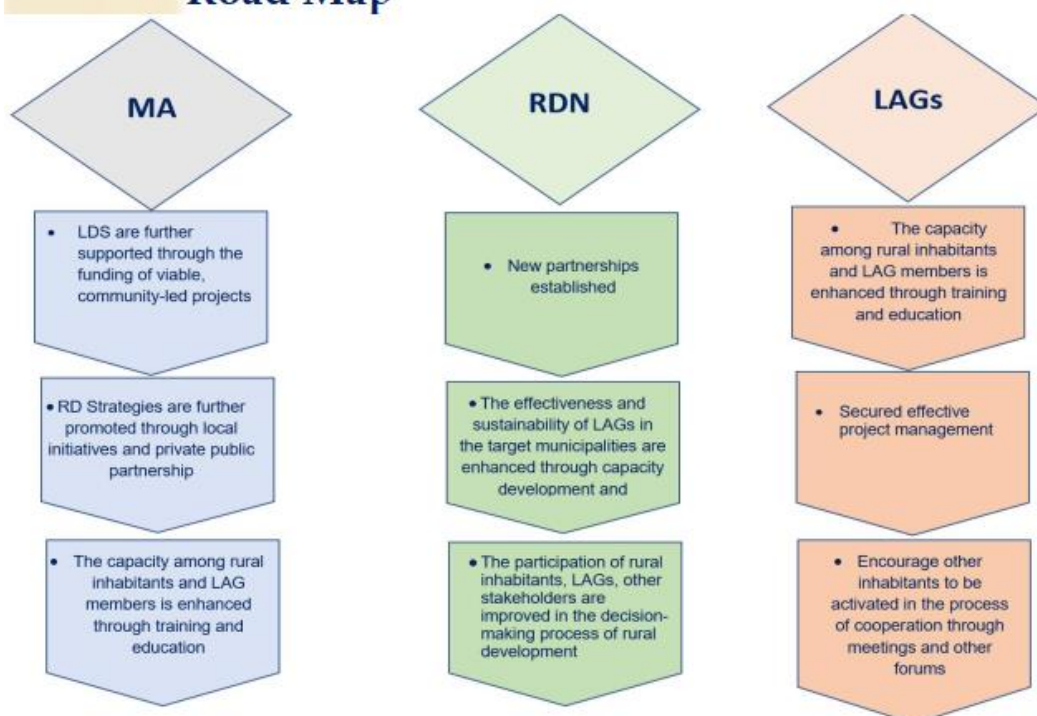 Road Map
MA
• LDS are further
supported through the
funding of viable,
community-led projects
• RD Strategies are further
promoted through local
initiatives and private public
partnership
• The capacity among rural
inhabitants and LAG
members is enhanced
through training and
education
RDN
• New partnerships
established
• The effectiveness and
sustainability of LAGs in
the target municipalities are
enhanced through capacity
development and
• The participation of rural
inhabitants, LAGs, other
stakeholders are
improved in the decision-
making process of rural
development
LAGs
• The capacity
among rural inhabitants
and LAG members is
enhanced through training
and education
• Secured effective
project management
• Encourage other
inhabitants to be
activated in the process
of cooperation through
meetings and other
forums